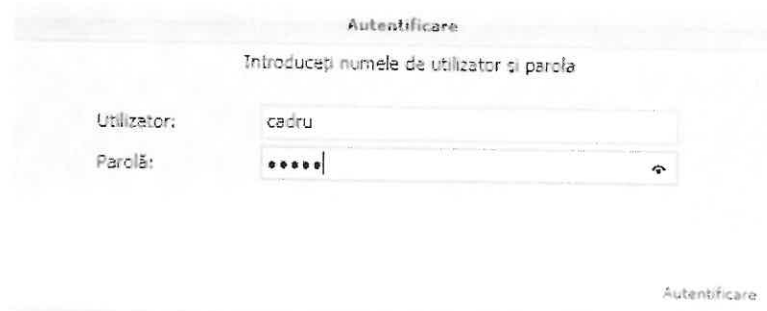 Autentificare
Introduceți numele de utilizator și parola
Utilizator: cadru
Parolă: •••••
Autentificare